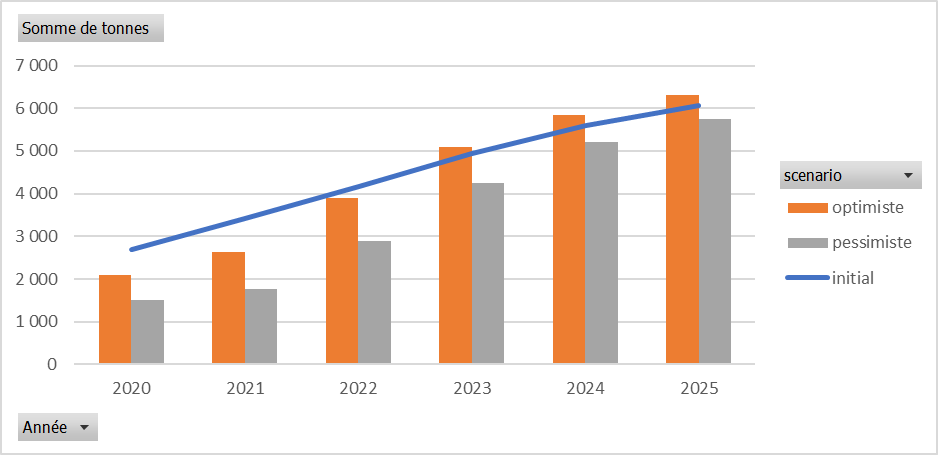 Somme de tonnes
7 000
6 000
5 000
4 000
3 000
2 000
1 000
0
2020 2021 2022 2023 2024 2025
scenario
optimiste
pessimiste
initial
Année